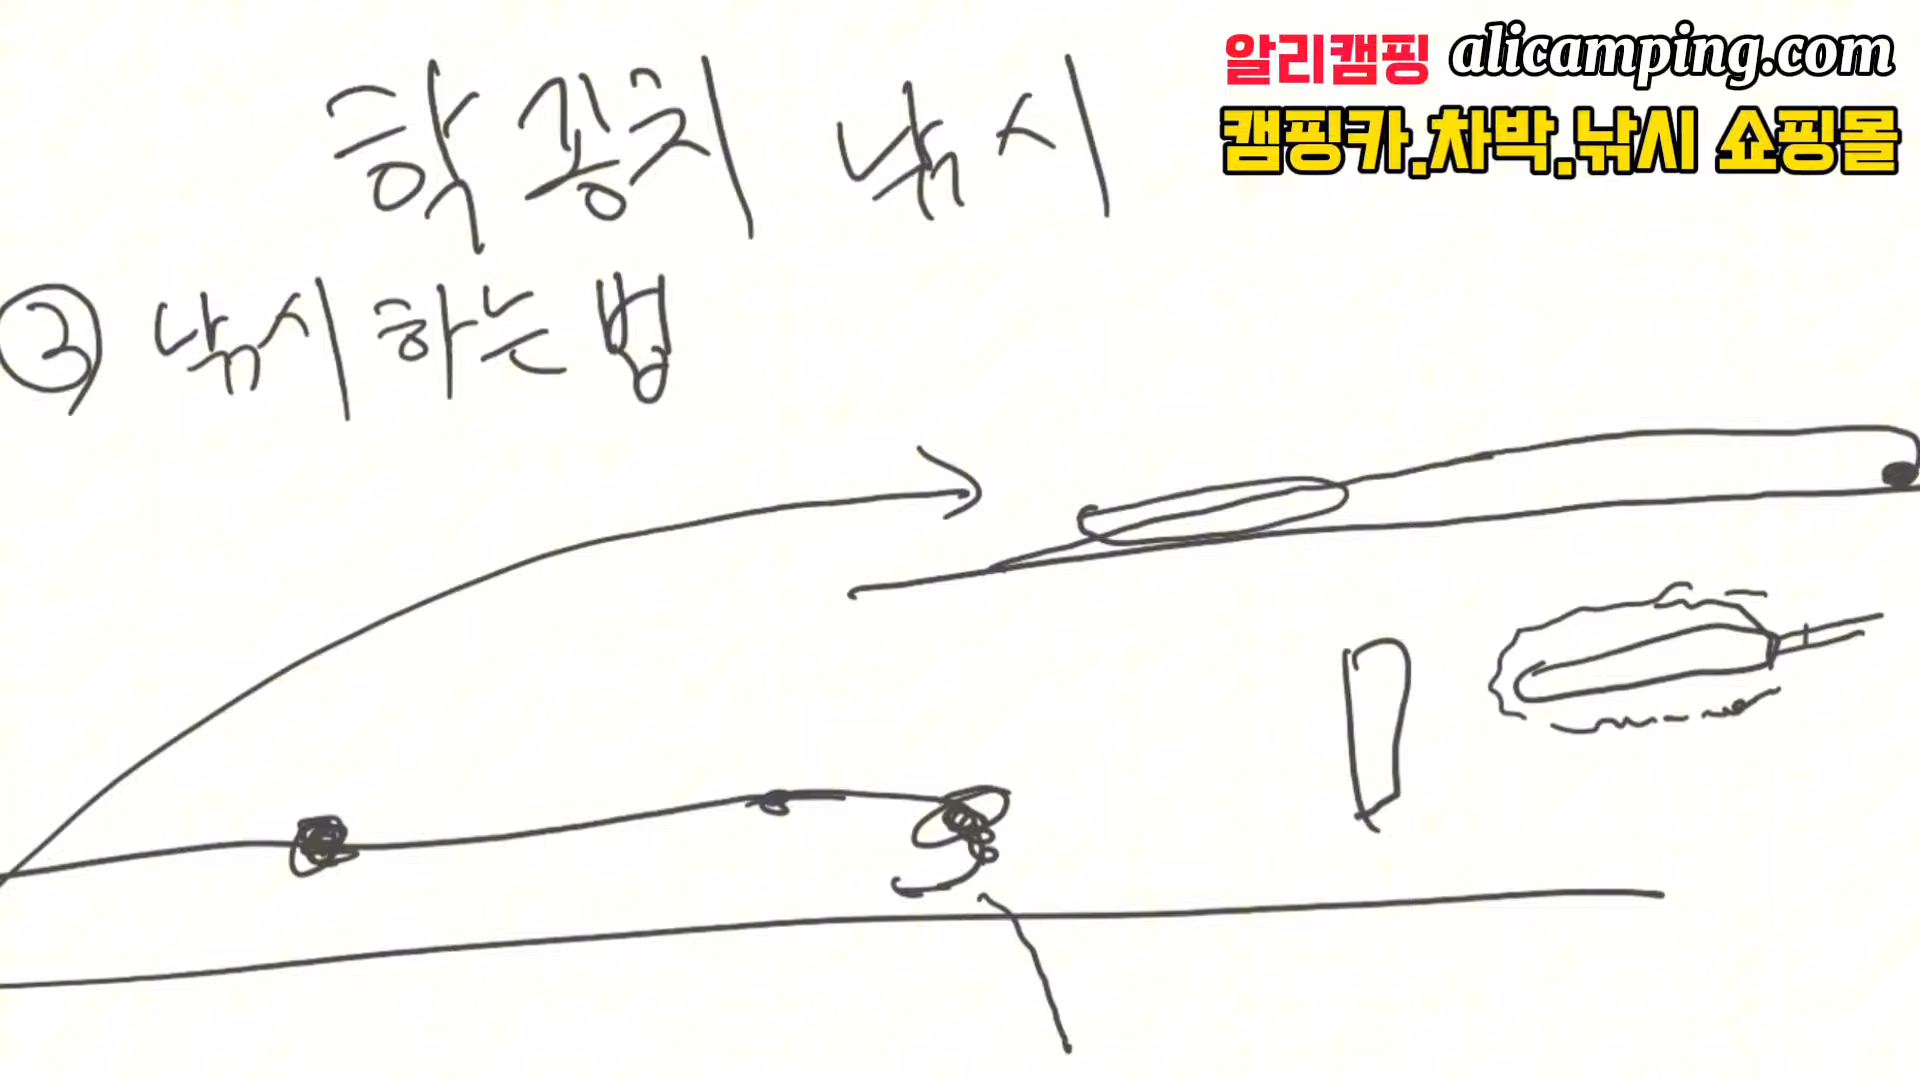 알리캠핑 alicamping.com
캠핑카.차박.낚시 쇼핑몰
학꽁치 낚시
③ 낚시하는 법